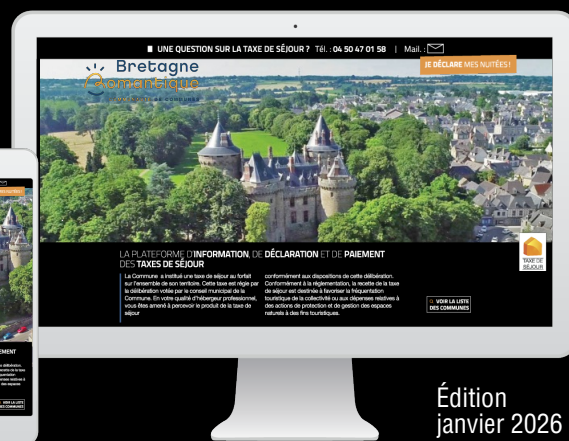 UNE QUESTION SUR LA TAXE DE SÉJOUR ? Tél. : 04 50 47 01 58 | Mail. :
JE DÉCLARE MES NUITÉES !
Bretagne
Romantique
LA PLATEFORME D'INFORMATION, DE DÉCLARATION ET DE PAIEMENT
DES TAXES DE SÉJOUR
La Commune a institué une taxe de séjour au forfait
sur l'ensemble de son territoire. Cette taxe est régie par
la délibération votée par le conseil municipal de la
Commune. En votre qualité d'hébergeur professionnel,
vous êtes amené à percevoir le produit de la taxe de
séjour
conformément aux dispositions de cette délibération.
Conformément à la réglementation, la recette de la taxe
de séjour est destinée à favoriser la fréquentation
touristique de la collectivité ou aux dépenses relatives à
des actions de protection et de gestion des espaces
naturels à des fins touristiques.
TAXE DE
SÉJOUR
VOIR LA LISTE
DES COMMUNES
EMENT
VOIR LA LISTE
DES COMMUNES
Édition
janvier 2026